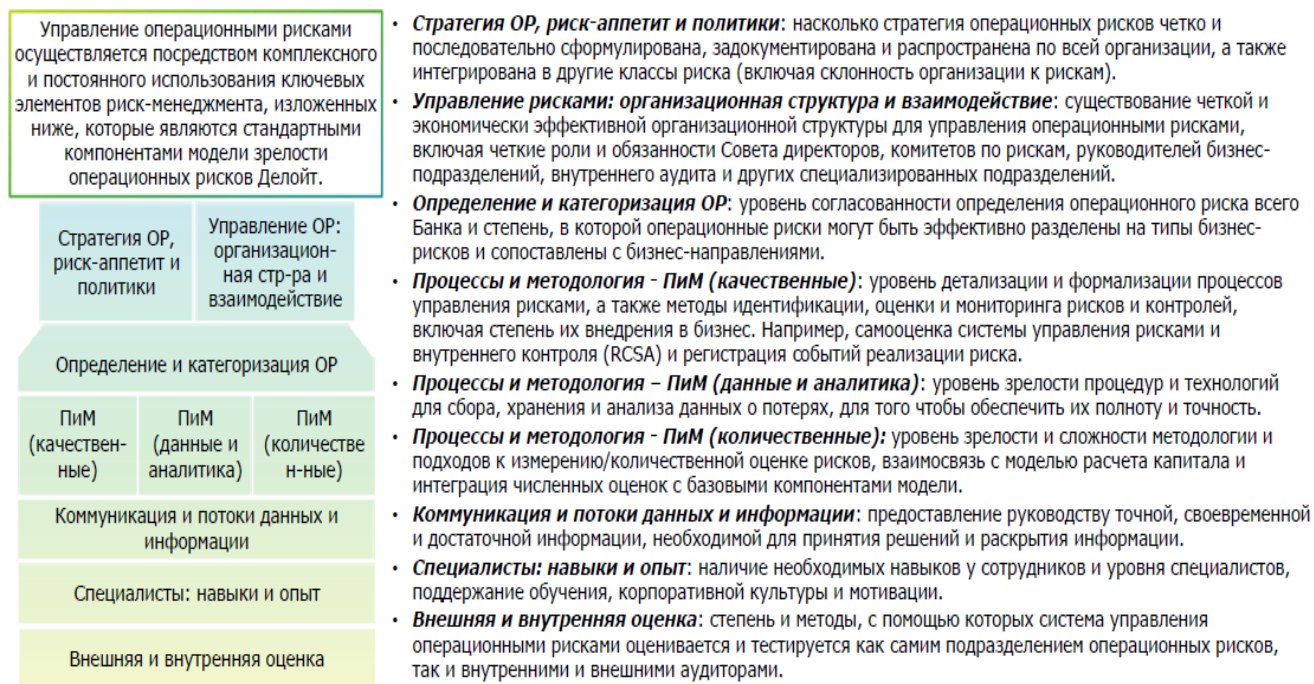 Управление операционными рисками
осуществляется посредством комплексного
и постоянного использования ключевых
элементов риск-менеджмента, изложенных
ниже, которые являются стандартными
компонентами модели зрелости
операционных рисков Делойт.
Стратегия ОР,
риск-аппетит и
политики
Управление ОР:
организацион-
ная стр-ра и
взаимодействие
Определение и категоризация ОР
ПиМ
(качествен-
ные)
ПиМ
(данные и
аналитика)
ПиМ
(количестве
н-ные)
Коммуникация и потоки данных и
информации
Специалисты: навыки и опыт
Внешняя и внутренняя оценка
• Стратегия ОР, риск-аппетит и политики: насколько стратегия операционных рисков четко и
последовательно сформулирована, задокументирована и распространена по всей организации, а также
интегрирована в другие классы риска (включая склонность организации к рискам).
• Управление рисками: организационная структура и взаимодействие: существование четкой и
экономически эффективной организационной структуры для управления операционными рисками,
включая четкие роли и обязанности Совета директоров, комитетов по рискам, руководителей бизнес-
подразделений, внутреннего аудита и других специализированных подразделений.
• Определение и категоризация ОР: уровень согласованности определения операционного риска всего
Банка и степень, в которой операционные риски могут быть эффективно разделены на типы бизнес-
рисков и сопоставлены с бизнес-направлениями.
• Процессы и методология - ПиМ (качественные): уровень детализации и формализации процессов
управления рисками, а также методы идентификации, оценки и мониторинга рисков и контролей,
включая степень их внедрения в бизнес. Например, самооценка системы управления рисками и
внутреннего контроля (RCSA) и регистрация событий реализации риска.
• Процессы и методология – ПиМ (данные и аналитика): уровень зрелости процедур и технологий
для сбора, хранения и анализа данных о потерях, для того чтобы обеспечить их полноту и точность.
• Процессы и методология - ПиМ (количественные): уровень зрелости и сложности методологии и
подходов к измерению/количественной оценке рисков, взаимосвязь с моделью расчета капитала и
интеграция численных оценок с базовыми компонентами модели.
• Коммуникация и потоки данных и информации: предоставление руководству точной, своевременной
и достаточной информации, необходимой для принятия решений и раскрытия информации.
• Специалисты: навыки и опыт: наличие необходимых навыков у сотрудников и уровня специалистов,
поддержание обучения, корпоративной культуры и мотивации.
• Внешняя и внутренняя оценка: степень и методы, с помощью которых система управления
операционными рисками оценивается и тестируется как самим подразделением операционных рисков,
так и внутренними и внешними аудиторами.